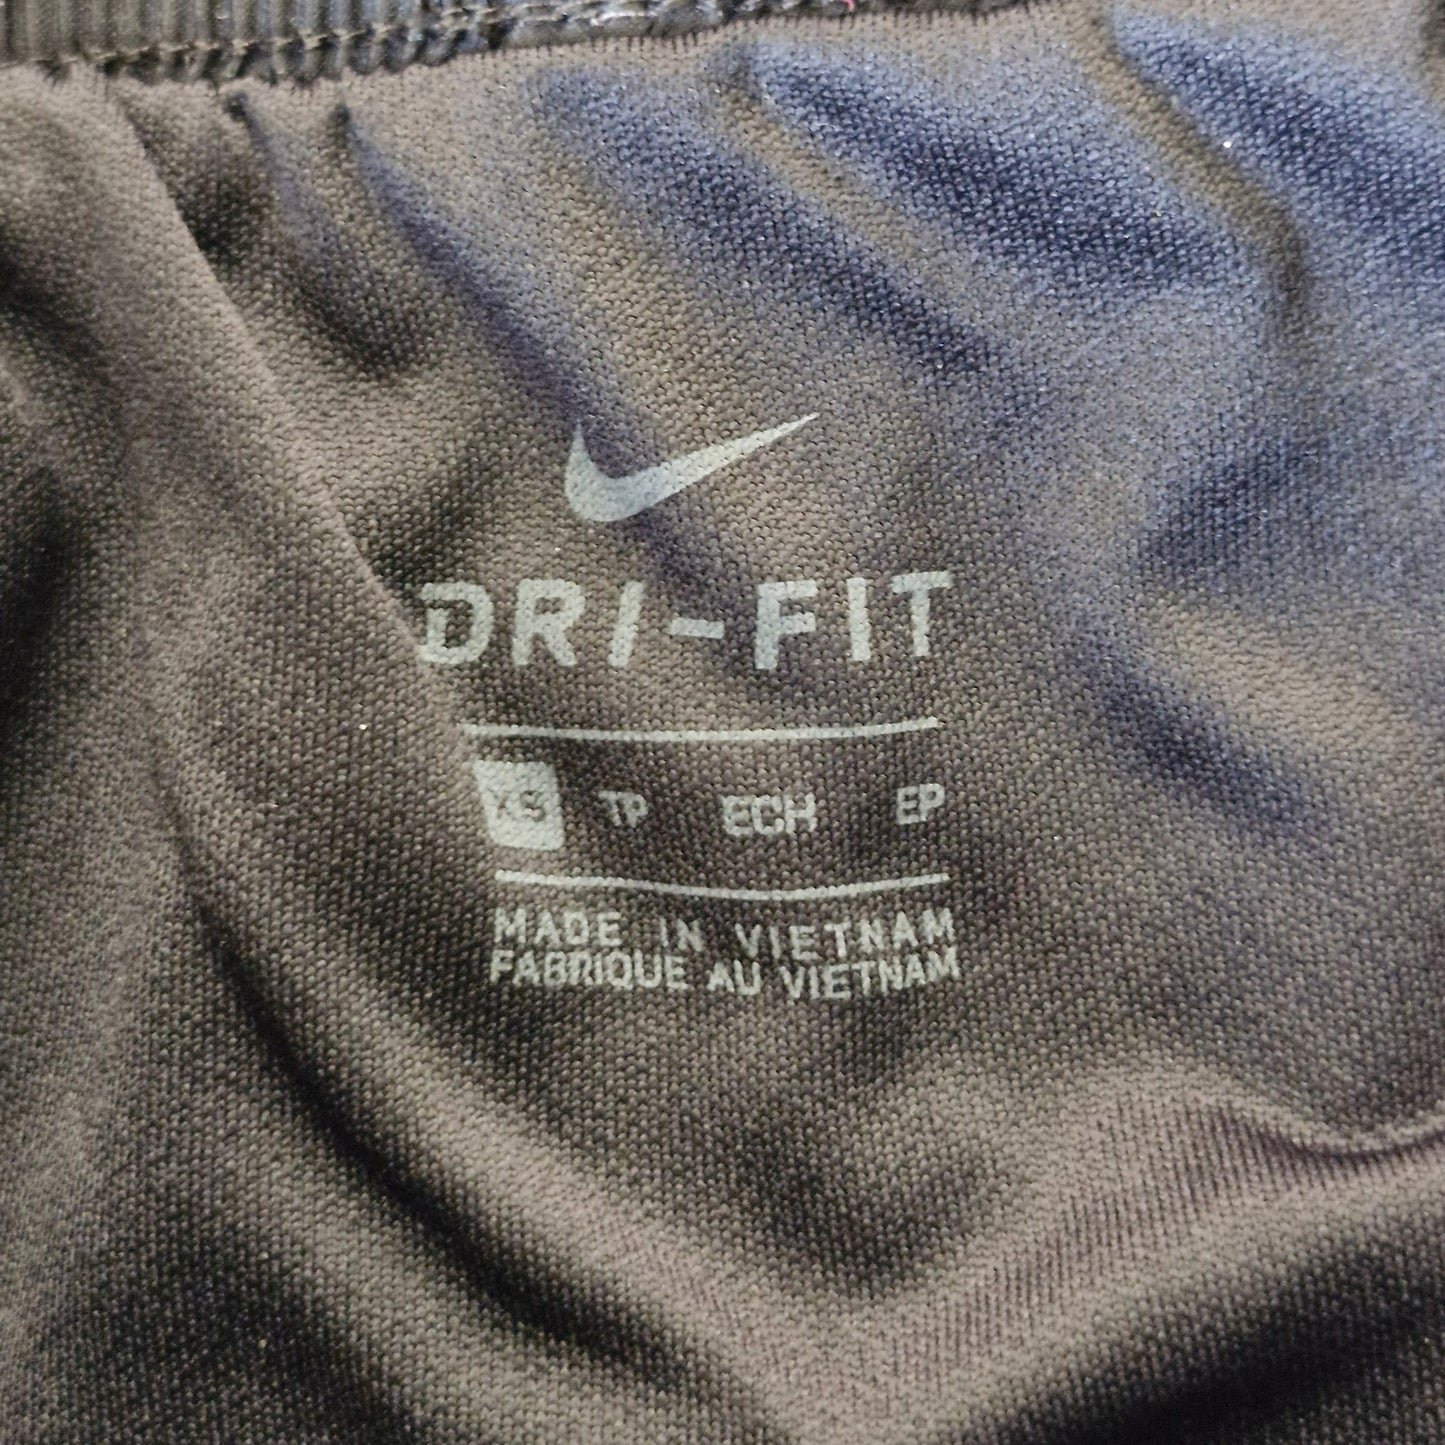 DRI-FIT
XS TP ECH EP
MADE IN VIETNAM
FABRIQUE AU VIETNAM